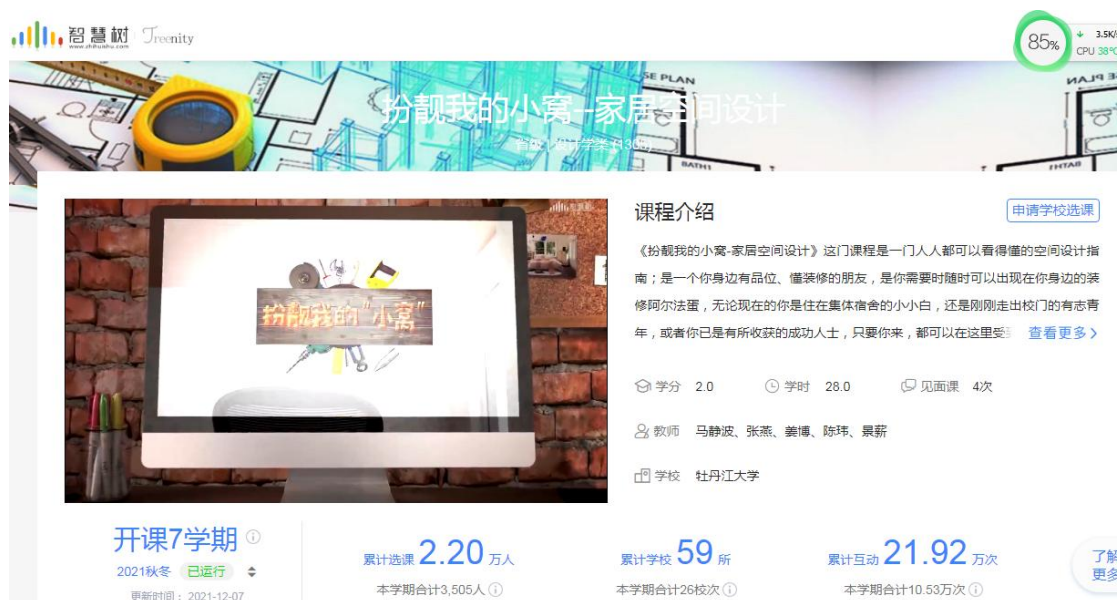 智慧树
www.zhihuishu.com
Treenity
85%
3.5K/s
CPU 38°C
SE PLAN
BATH1
扮靓我的小窝--家居空间设计
扮靓我的“小窝”
课程介绍
申请学校选课
《扮靓我的小窝-家居空间设计》这门课程是一门人人都可以看得懂的空间设计指
南；是一个你身边有品位、懂装修的朋友，是你需要时随时可以出现在你身边的装
修阿尔法蛋，无论现在的你是住在集体宿舍的小小白，还是刚刚走出校门的有志青
年，或者你已是有所收获的成功人士，只要你来，都可以在这里受
查看更多
学分 2.0 学时 28.0 见面课 4次
教师 马静波、张燕、姜博、陈玮、景薪
学校 牡丹江大学
开课7学期
2021秋冬 已运行
更新时间：2021-12-07
累计选课 2.20 万人
本学期合计3,505人
累计学校 59 所
本学期合计26校次
累计互动 21.92 万次
本学期合计10.53万次
了解
更多